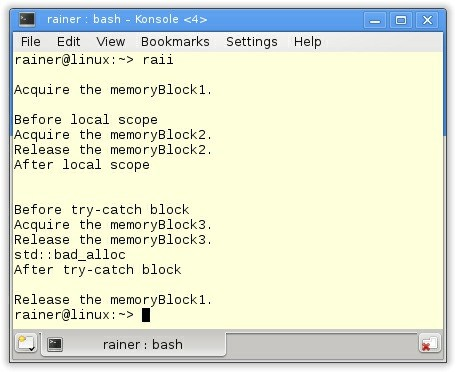 rainer : bash – Konsole <4>
File Edit View Bookmarks Settings Help
rainer@linux:~> raii
Acquire the memoryBlock1.
Before local scope
Acquire the memoryBlock2.
Release the memoryBlock2.
After local scope
Before try-catch block
Acquire the memoryBlock3.
Release the memoryBlock3.
std::bad_alloc
After try-catch block
Release the memoryBlock1.
rainer@linux:~>
rainer : bash